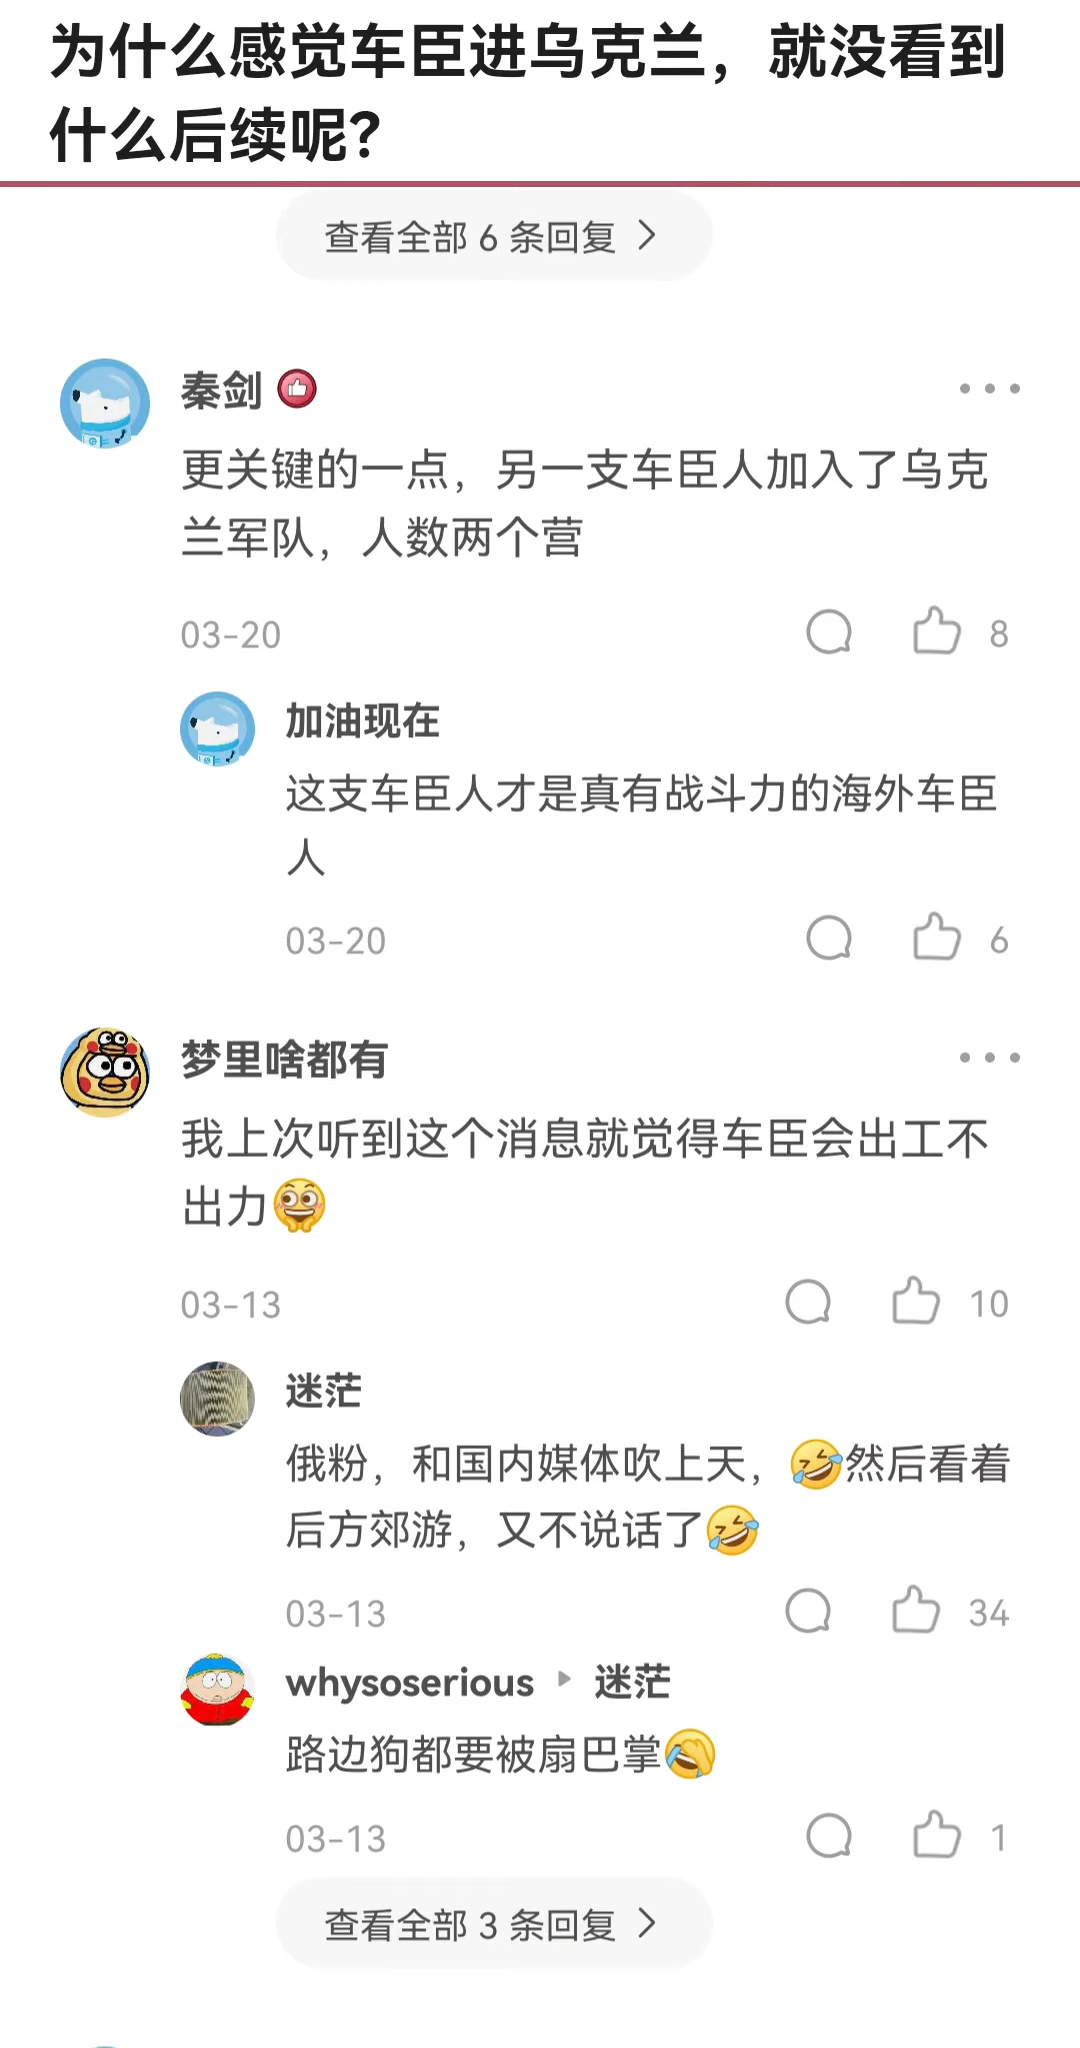 为什么感觉车臣进乌克兰，就没看到
什么后续呢？
查看全部 6 条回复
秦剑
更关键的一点，另一支车臣人加入了乌克
兰军队，人数两个营
03-20
8
加油现在
这支车臣人才是真有战斗力的海外车臣
人
03-20
6
梦里啥都有
我上次听到这个消息就觉得车臣会出工不
出力
03-13
10
迷茫
俄粉，和国内媒体吹上天，🤣然后看着
后方郊游，又不说话了🤣
03-13
34
whysoserious ▸ 迷茫
路边狗都要被扇巴掌
03-13
1
查看全部 3 条回复